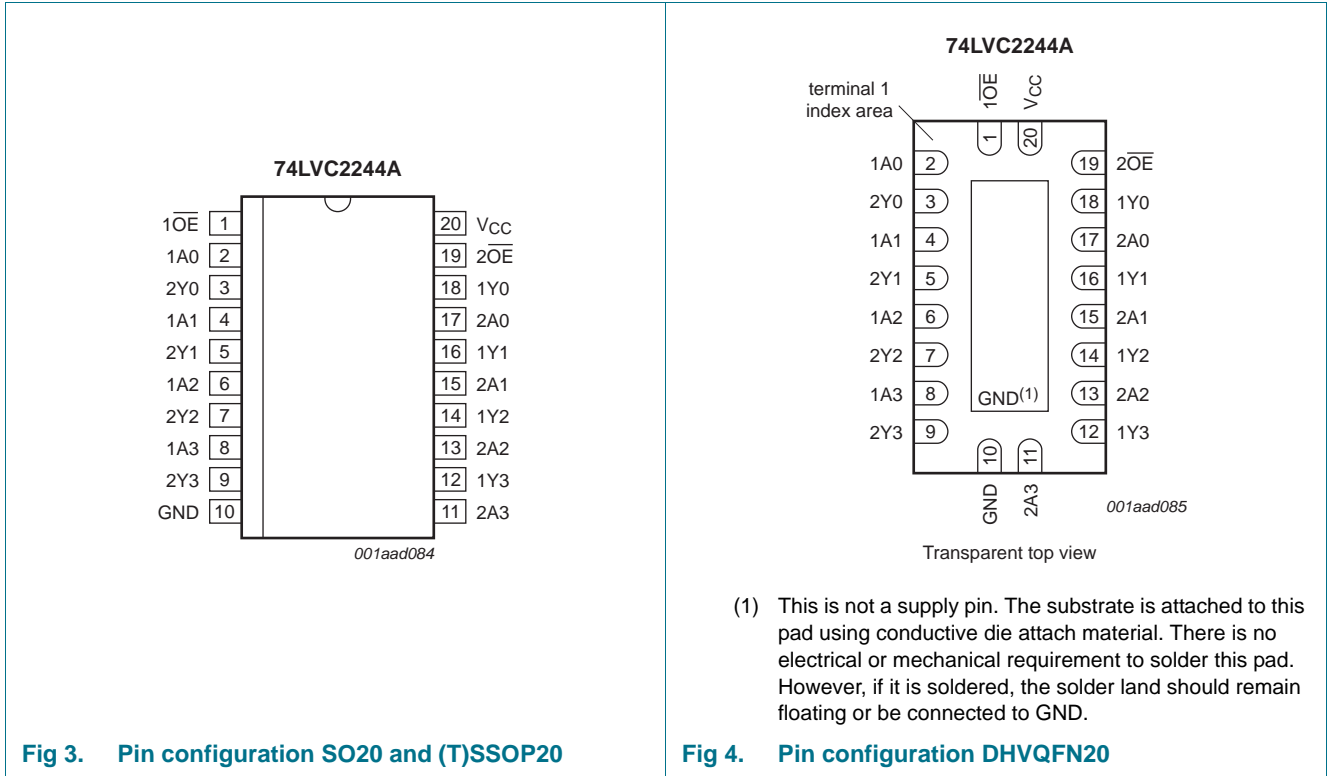 74LVC2244A
1OE 1 20 VCC
1A0 2 19 2OE
2Y0 3 18 1Y0
1A1 4 17 2A0
2Y1 5 16 1Y1
1A2 6 15 2A1
2Y2 7 14 1Y2
1A3 8 13 2A2
2Y3 9 12 1Y3
GND 10 11 2A3
001aad084
Fig 3. Pin configuration SO20 and (T)SSOP20
74LVC2244A
terminal 1
index area
1OE
VCC
1
20
1A0 2 19 2OE
2Y0 3 18 1Y0
1A1 4 17 2A0
2Y1 5 16 1Y1
1A2 6 15 2A1
2Y2 7 14 1Y2
1A3 8 GND(1) 13 2A2
2Y3 9 12 1Y3
10
11
GND
2A3
001aad085
Transparent top view
(1) This is not a supply pin. The substrate is attached to this
pad using conductive die attach material. There is no
electrical or mechanical requirement to solder this pad.
However, if it is soldered, the solder land should remain
floating or be connected to GND.
Fig 4. Pin configuration DHVQFN20